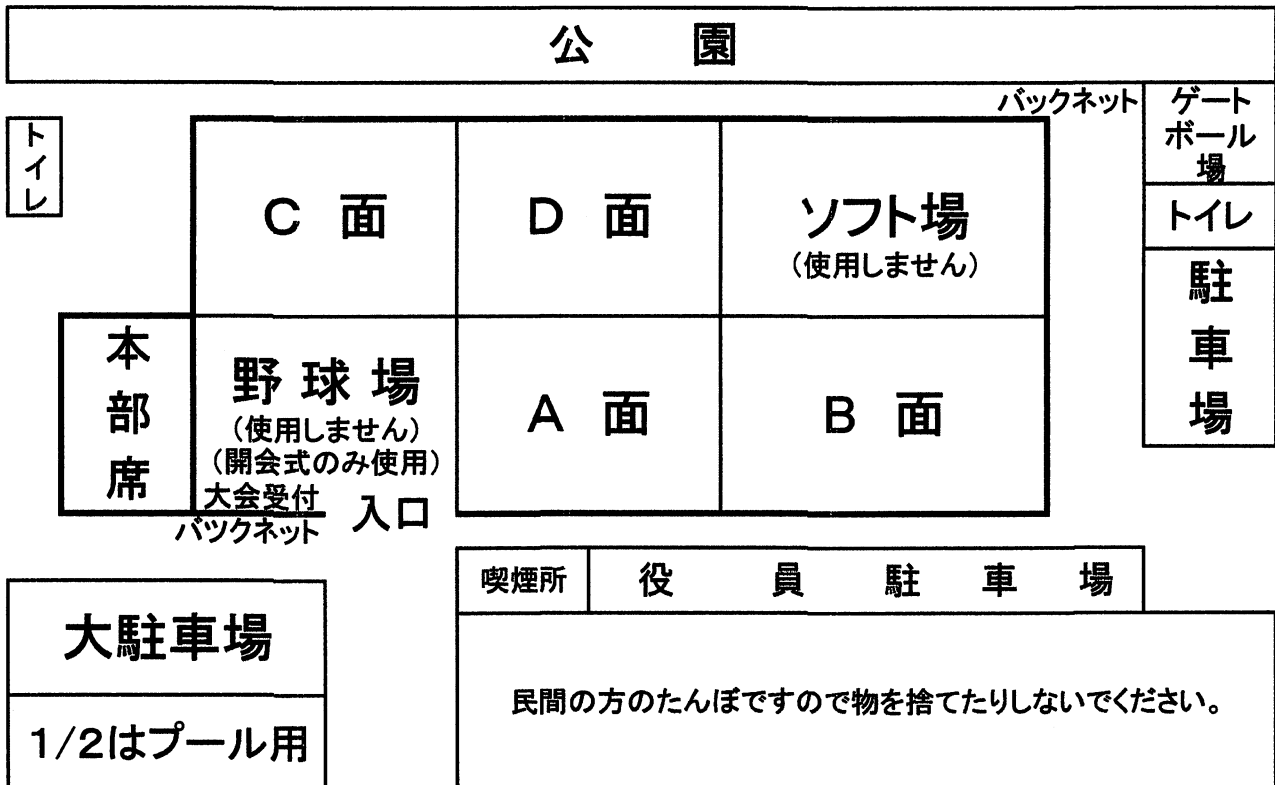 公　園
バックネット
ゲート
ボール
場
トイレ
C 面
D 面
ソフト場
（使用しません）
トイレ
駐車場
本部席
野球場
（使用しません）
（開会式のみ使用）
大会受付
バツクネット
入口
A 面
B 面
喫煙所
役員駐車場
大駐車場
1/2はプール用
民間の方のたんぼですので物を捨てたりしないでください。